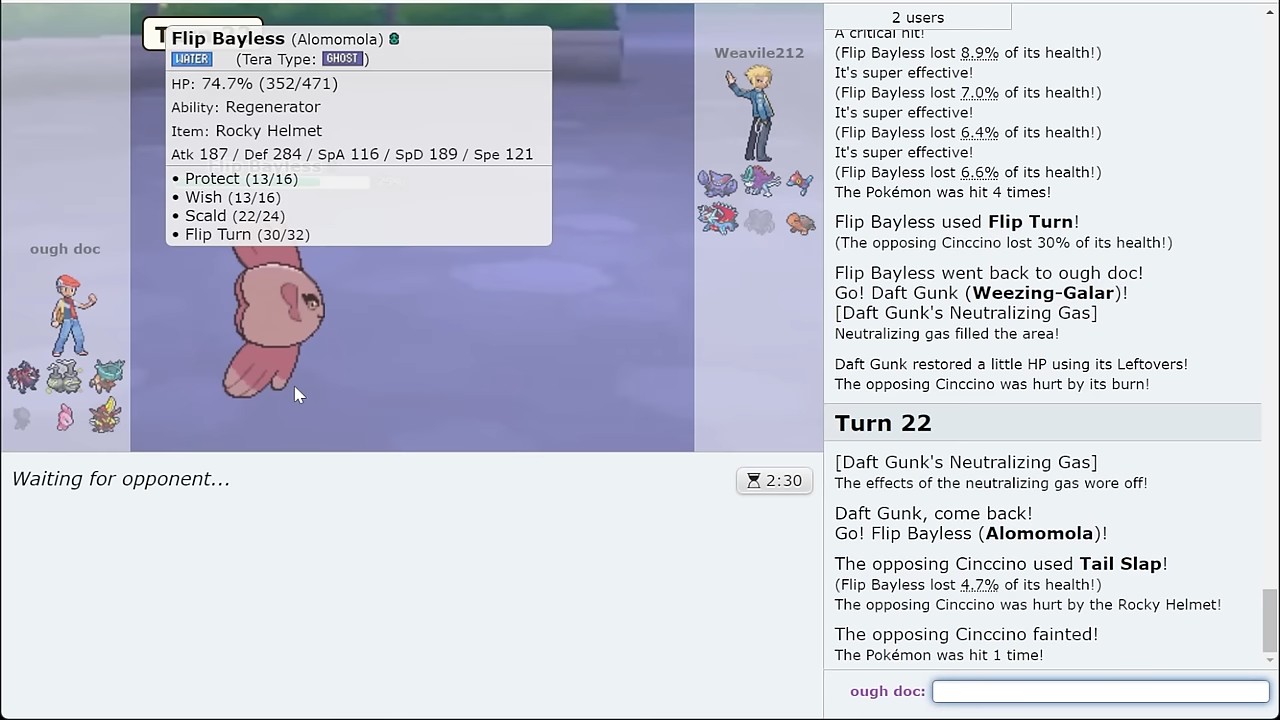 T
Flip Bayless (Alomomola)
WATER (Tera Type: GHOST)
HP: 74.7% (352/471)
Ability: Regenerator
Item: Rocky Helmet
Atk 187 / Def 284 / SpA 116 / SpD 189 / Spe 121
• Protect (13/16)
• Wish (13/16)
• Scald (22/24)
• Flip Turn (30/32)
ough doc
Weavile212
Waiting for opponent...
2:30
2 users
A critical hit!
(Flip Bayless lost 8.9% of its health!)
It's super effective!
(Flip Bayless lost 7.0% of its health!)
It's super effective!
(Flip Bayless lost 6.4% of its health!)
It's super effective!
(Flip Bayless lost 6.6% of its health!)
The Pokémon was hit 4 times!
Flip Bayless used Flip Turn!
(The opposing Cinccino lost 30% of its health!)
Flip Bayless went back to ough doc!
Go! Daft Gunk (Weezing-Galar)!
[Daft Gunk's Neutralizing Gas]
Neutralizing gas filled the area!
Daft Gunk restored a little HP using its Leftovers!
The opposing Cinccino was hurt by its burn!
Turn 22
[Daft Gunk's Neutralizing Gas]
The effects of the neutralizing gas wore off!
Daft Gunk, come back!
Go! Flip Bayless (Alomomola)!
The opposing Cinccino used Tail Slap!
(Flip Bayless lost 4.7% of its health!)
The opposing Cinccino was hurt by the Rocky Helmet!
The opposing Cinccino fainted!
The Pokémon was hit 1 time!
ough doc: